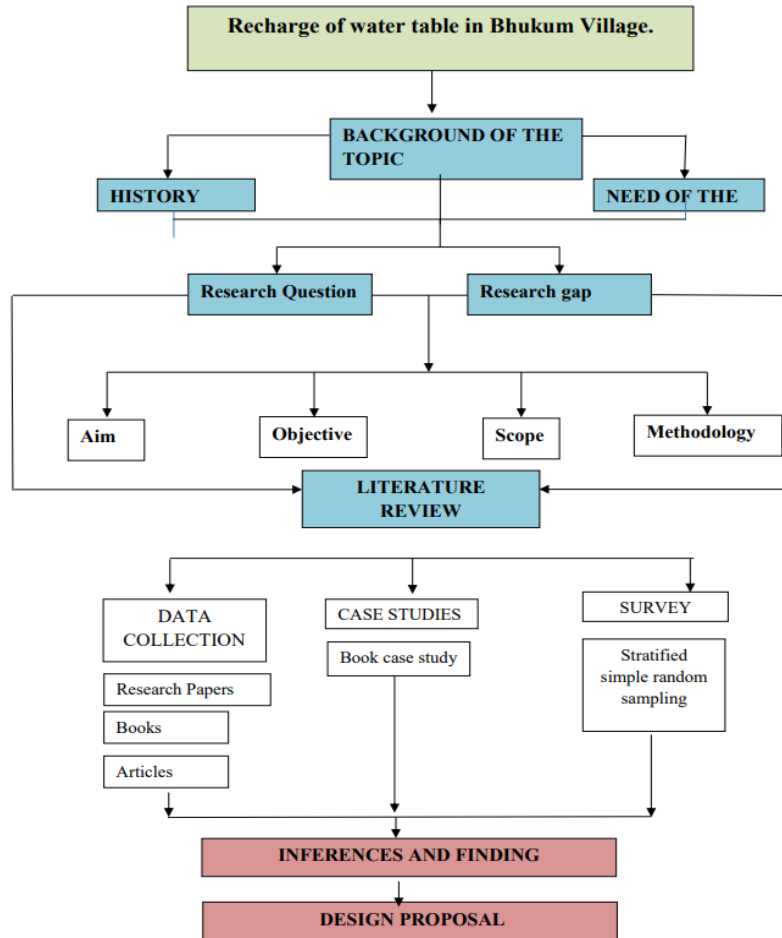 Recharge of water table in Bhukum Village.
BACKGROUND OF THE
TOPIC
HISTORY
NEED OF THE
Research Question
Research gap
Aim
Objective
Scope
Methodology
LITERATURE
REVIEW
DATA
COLLECTION
CASE STUDIES
SURVEY
Research Papers
Books
Articles
Book case study
Stratified
simple random
sampling
INFERENCES AND FINDING
DESIGN PROPOSAL